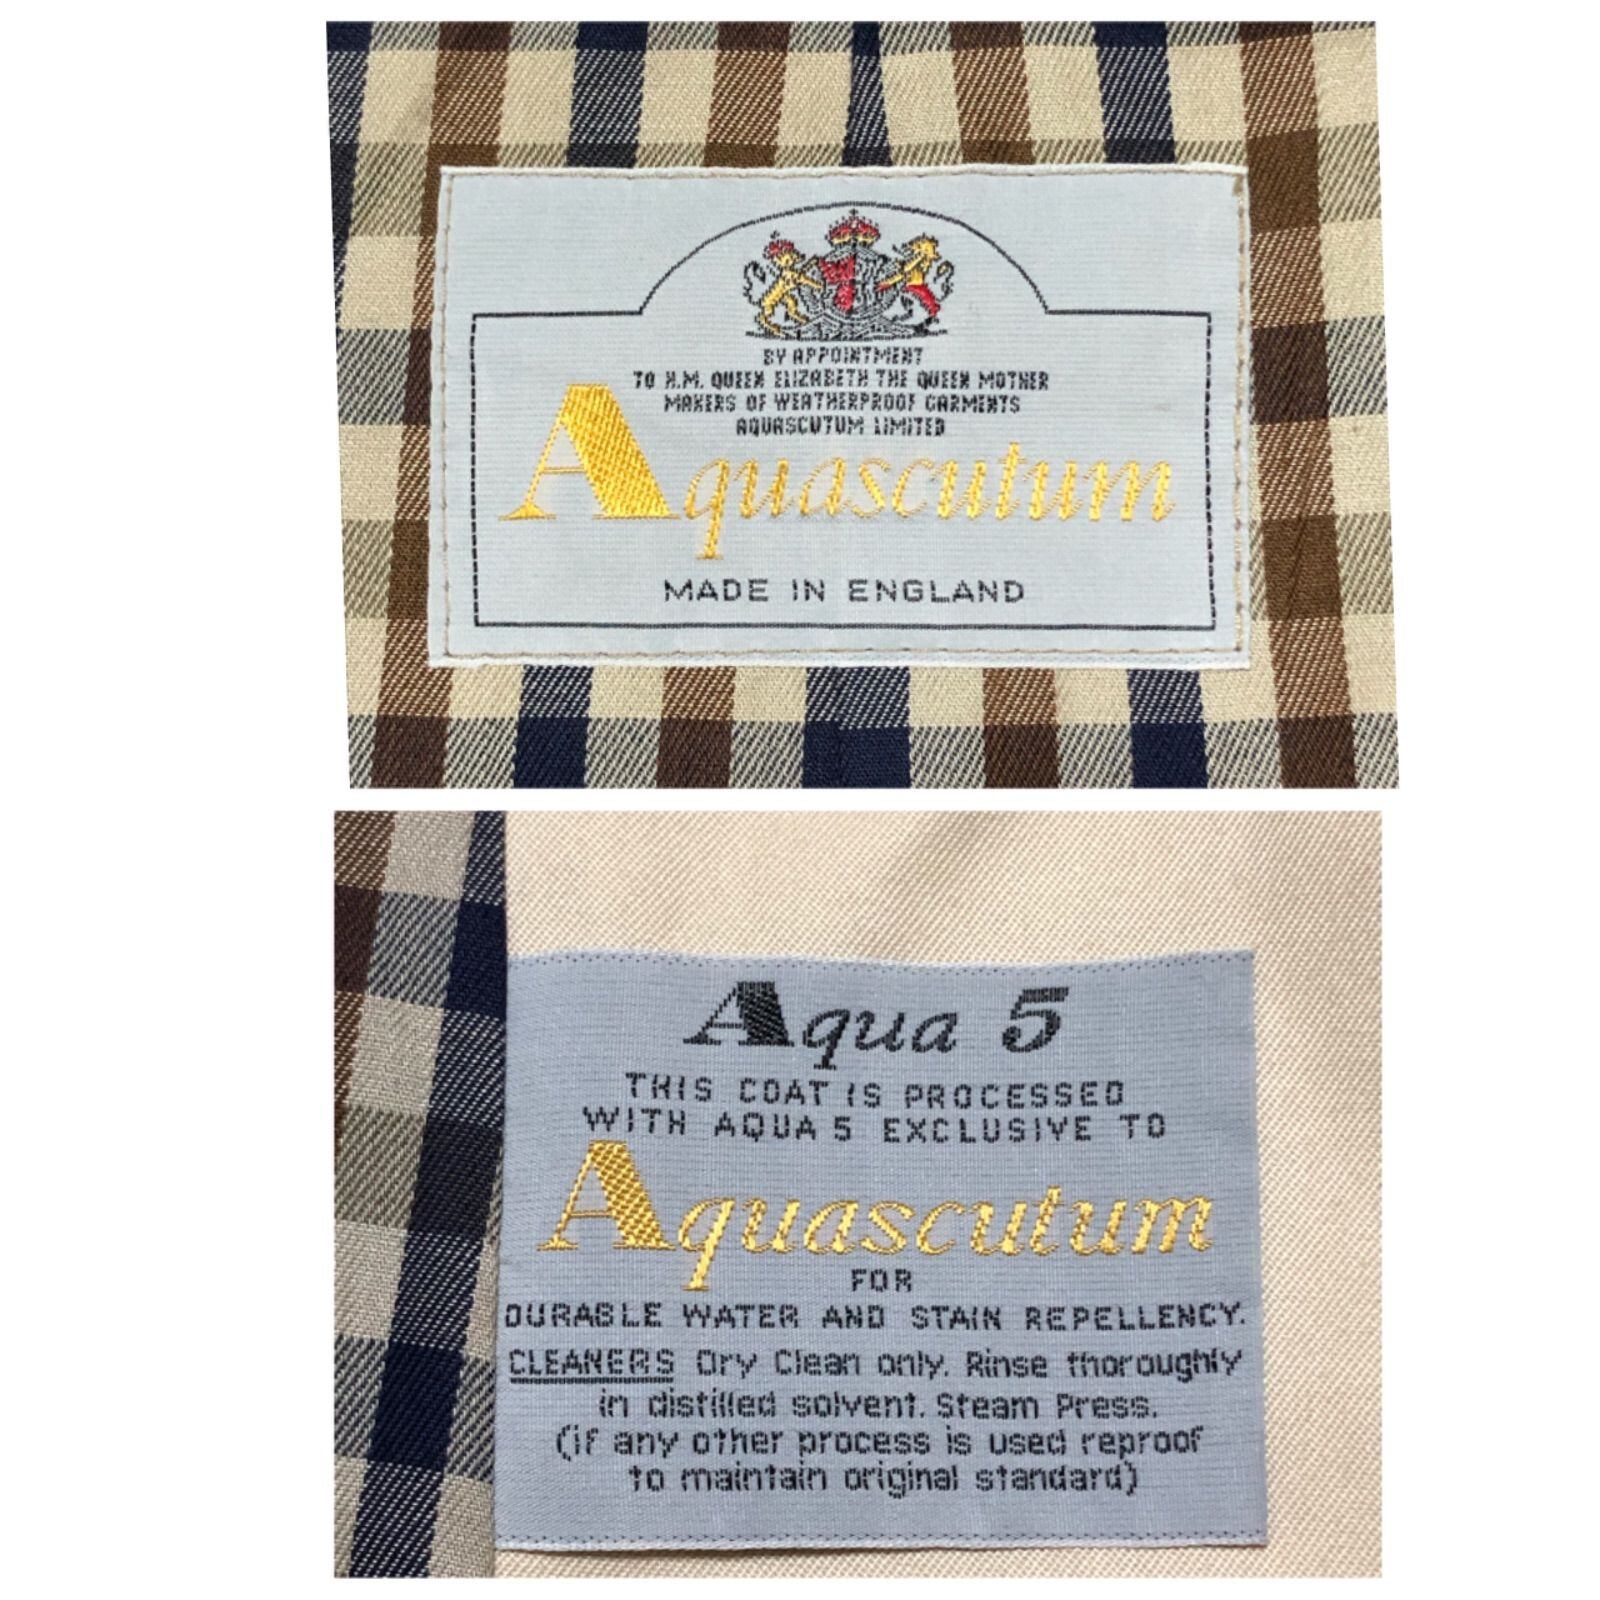 BY APPOINTMENT
TO H.M. QUEEN ELIZABETH THE QUEEN MOTHER
MAKERS OF WEATHERPROOF GARMENTS
AQUASCUTUM LIMITED
Aquascutum
MADE IN ENGLAND
Aqua 5
THIS COAT IS PROCESSED
WITH AQUA 5 EXCLUSIVE TO
Aquascutum
FOR
DURABLE WATER AND STAIN REPELLENCY.
CLEANERS Dry Clean only. Rinse thoroughly
in distilled solvent. Steam Press.
(if any other process is used reproof
to maintain original standard)